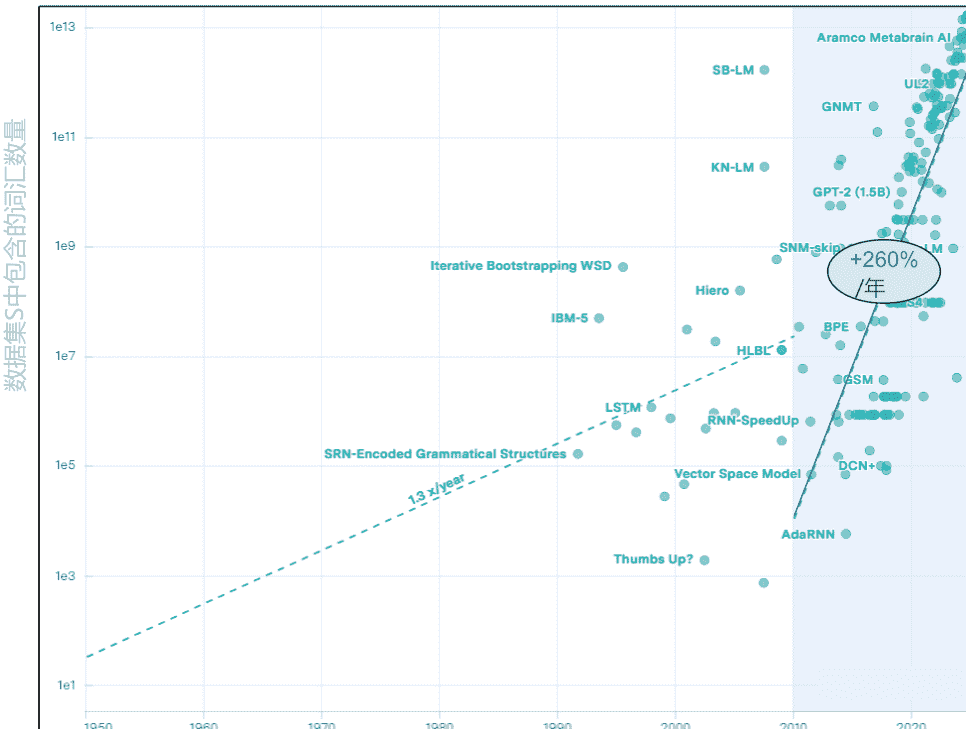 数据集S中包含的词汇数量
1e13
1e11
1e9
1e7
1e5
1e3
1e1
Aramco Metabrain AI
SB-LM
UL2
GNMT
KN-LM
GPT-2 (1.5B)
SNM-skip
LM
Iterative Bootstrapping WSD
+260%
/年
Hiero
S4
IBM-5
BPE
HLBL
GSM
LSTM
RNN-SpeedUp
SRN-Encoded Grammatical Structures
DCN+
Vector Space Model
1.3 x/year
AdaRNN
Thumbs Up?
1950
1960
1970
1980
1990
2000
2010
2020